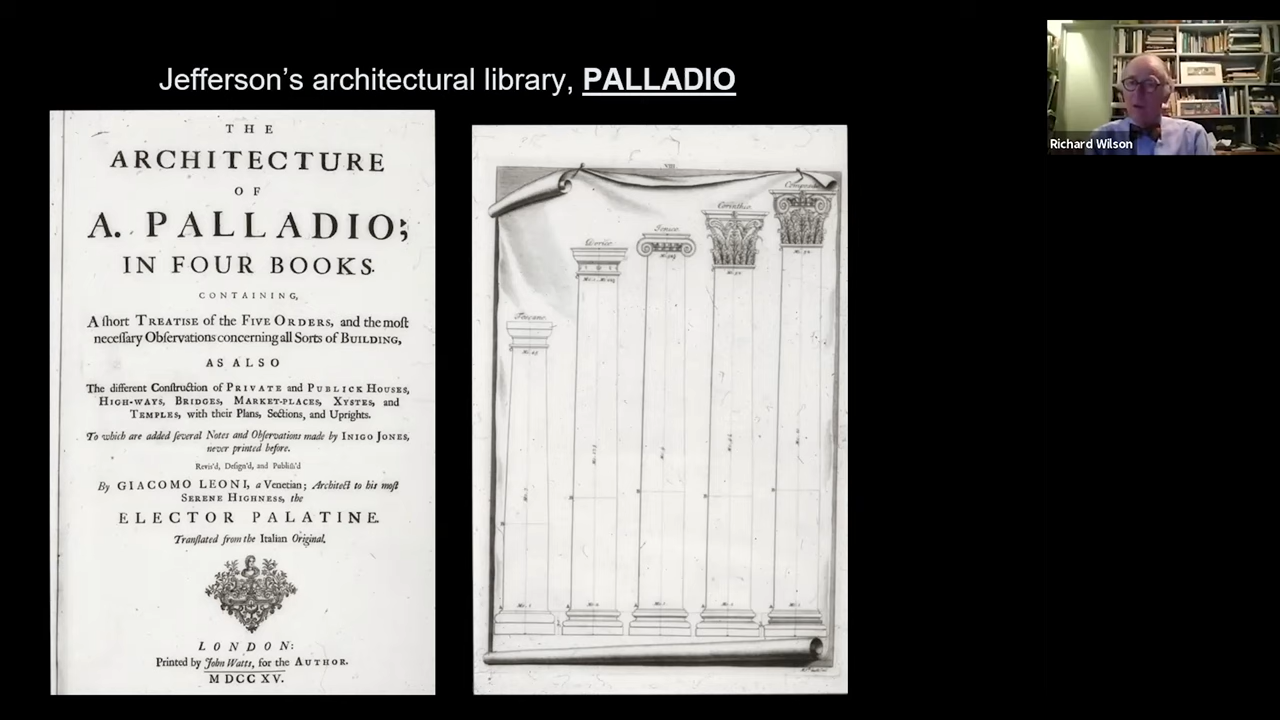 Jefferson's architectural library, PALLADIO
THE
ARCHITECTURE
OF
A. PALLADIO;
IN FOUR BOOKS.
CONTAINING,
A ſhort TREATISE of the FIVE ORDERS, and the moſt
neceſſary Obſervations concerning all Sorts of BUILDING,
AS ALSO
The different Conſtruction of PRIVATE and PUBLICK HOUSES,
HIGH-WAYS, BRIDGES, MARKET-PLACES, XYSTES, and
TEMPLES, with their Plans, Sections, and Uprights.
To which are added ſeveral Notes and Obſervations made by INIGO JONES,
never printed before.
Revis'd, Deſign'd, and Publiſh'd
By GIACOMO LEONI, a Venetian; Architect to his moſt
SERENE HIGHNESS, the
ELECTOR PALATINE.
Tranſlated from the Italian Original.
LONDON:
Printed by John Watts, for the AUTHOR.
MDCCXV.
VIII
Toscano.
Dorico.
Ionico.
Corinthio.
Richard Wilson